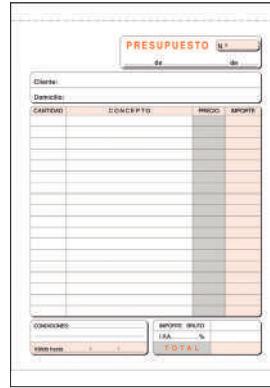 PRESUPUESTO N.º
de de
Cliente:
Domicilio:
CANTIDAD CONCEPTO PRECIO IMPORTE
CONDICIONES: IMPORTE BRUTO
I.V.A. %
Válido hasta / / TOTAL